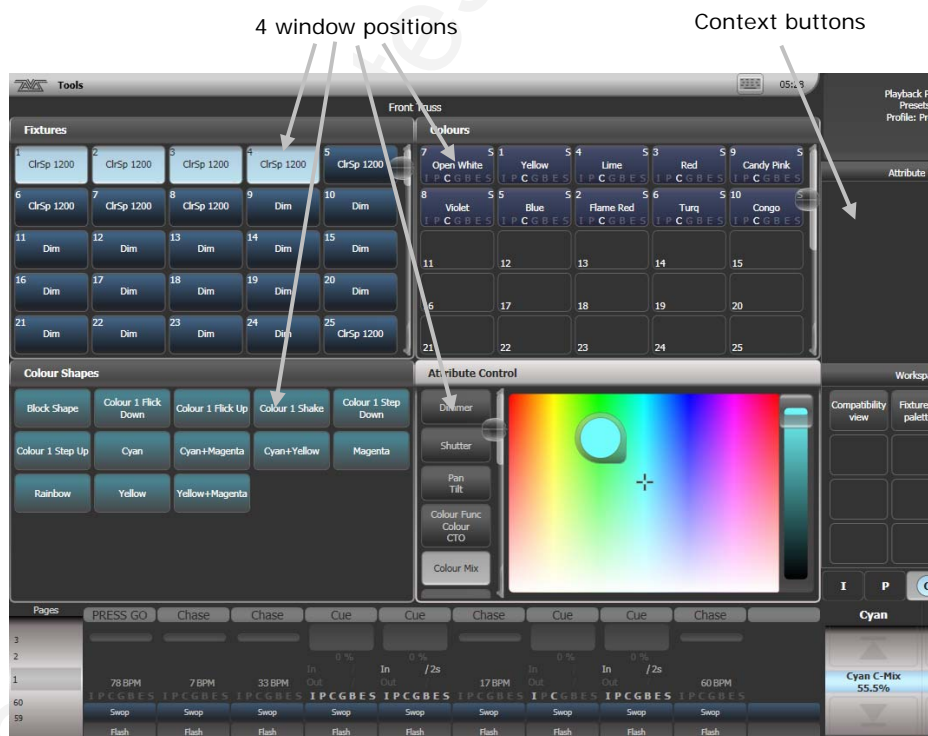 4 window positions
Context buttons
Tools
05:28
Front Truss
Playback P
Presets
Profile: Pr
Fixtures
Colours
Attribute
1 ClrSp 1200
2 ClrSp 1200
3 ClrSp 1200
4 ClrSp 1200
5 ClrSp 1200
7 S Open White I P C G B E S
1 S Yellow I P C G B E S
4 S Lime I P C G B E S
3 S Red I P C G B E S
9 S Candy Pink I P C G B E S
6 ClrSp 1200
7 ClrSp 1200
8 ClrSp 1200
9 Dim
10 Dim
8 S Violet I P C G B E S
5 S Blue I P C G B E S
2 S Flame Red I P C G B E S
6 S Turq I P C G B E S
10 S Congo I P C G B E S
11 Dim
12 Dim
13 Dim
14 Dim
15 Dim
11
12
13
14
15
16 Dim
17 Dim
18 Dim
19 Dim
20 Dim
17
18
19
20
21 Dim
22 Dim
23 Dim
24 Dim
25 ClrSp 1200
21
22
23
24
25
Colour Shapes
Attribute Control
Workspa
Block Shape
Colour 1 Flick
Down
Colour 1 Flick Up
Colour 1 Shake
Colour 1 Step
Down
Colour 1 Step Up
Cyan
Cyan+Magenta
Cyan+Yellow
Magenta
Rainbow
Yellow
Yellow+Magenta
Dimmer
Shutter
Pan
Tilt
Colour Func
Colour
CTO
Colour Mix
Compatibility
view
Fixture
palett
I P C
Pages
PRESS GO
Chase
Chase
Cue
Cue
Chase
Cue
Cue
Chase
Cyan
3
2
1
60
59
0 %
0 %
0 %
0 %
In
In /2s
In
In /2s
78 BPM
7 BPM
33 BPM
Out
Out
17 BPM
Out
Out
60 BPM
I P C G B E S
I P C G B E S
I P C G B E S
I P C G B E S
I P C G B E S
I P C G B E S
I P C G B E S
I P C G B E S
I P C G B E S
Cyan C-Mix
55.5%
Swop
Swop
Swop
Swop
Swop
Swop
Swop
Swop
Swop
Flash
Flash
Flash
Flash
Flash
Flash
Flash
Flash
Flash